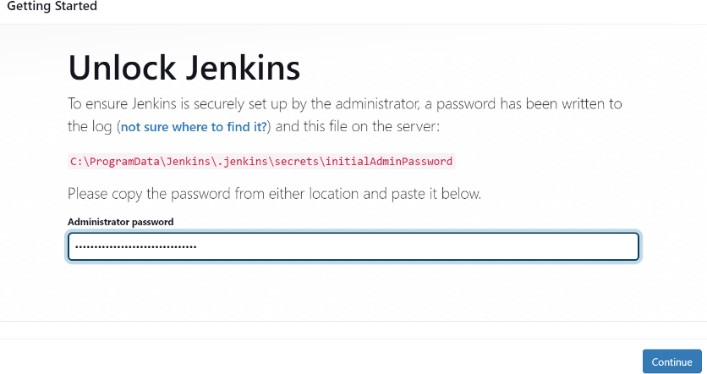 Getting Started
Unlock Jenkins
To ensure Jenkins is securely set up by the administrator, a password has been written to
the log (not sure where to find it?) and this file on the server:
C:\ProgramData\Jenkins\.jenkins\secrets\initialAdminPassword
Please copy the password from either location and paste it below.
Administrator password
Continue